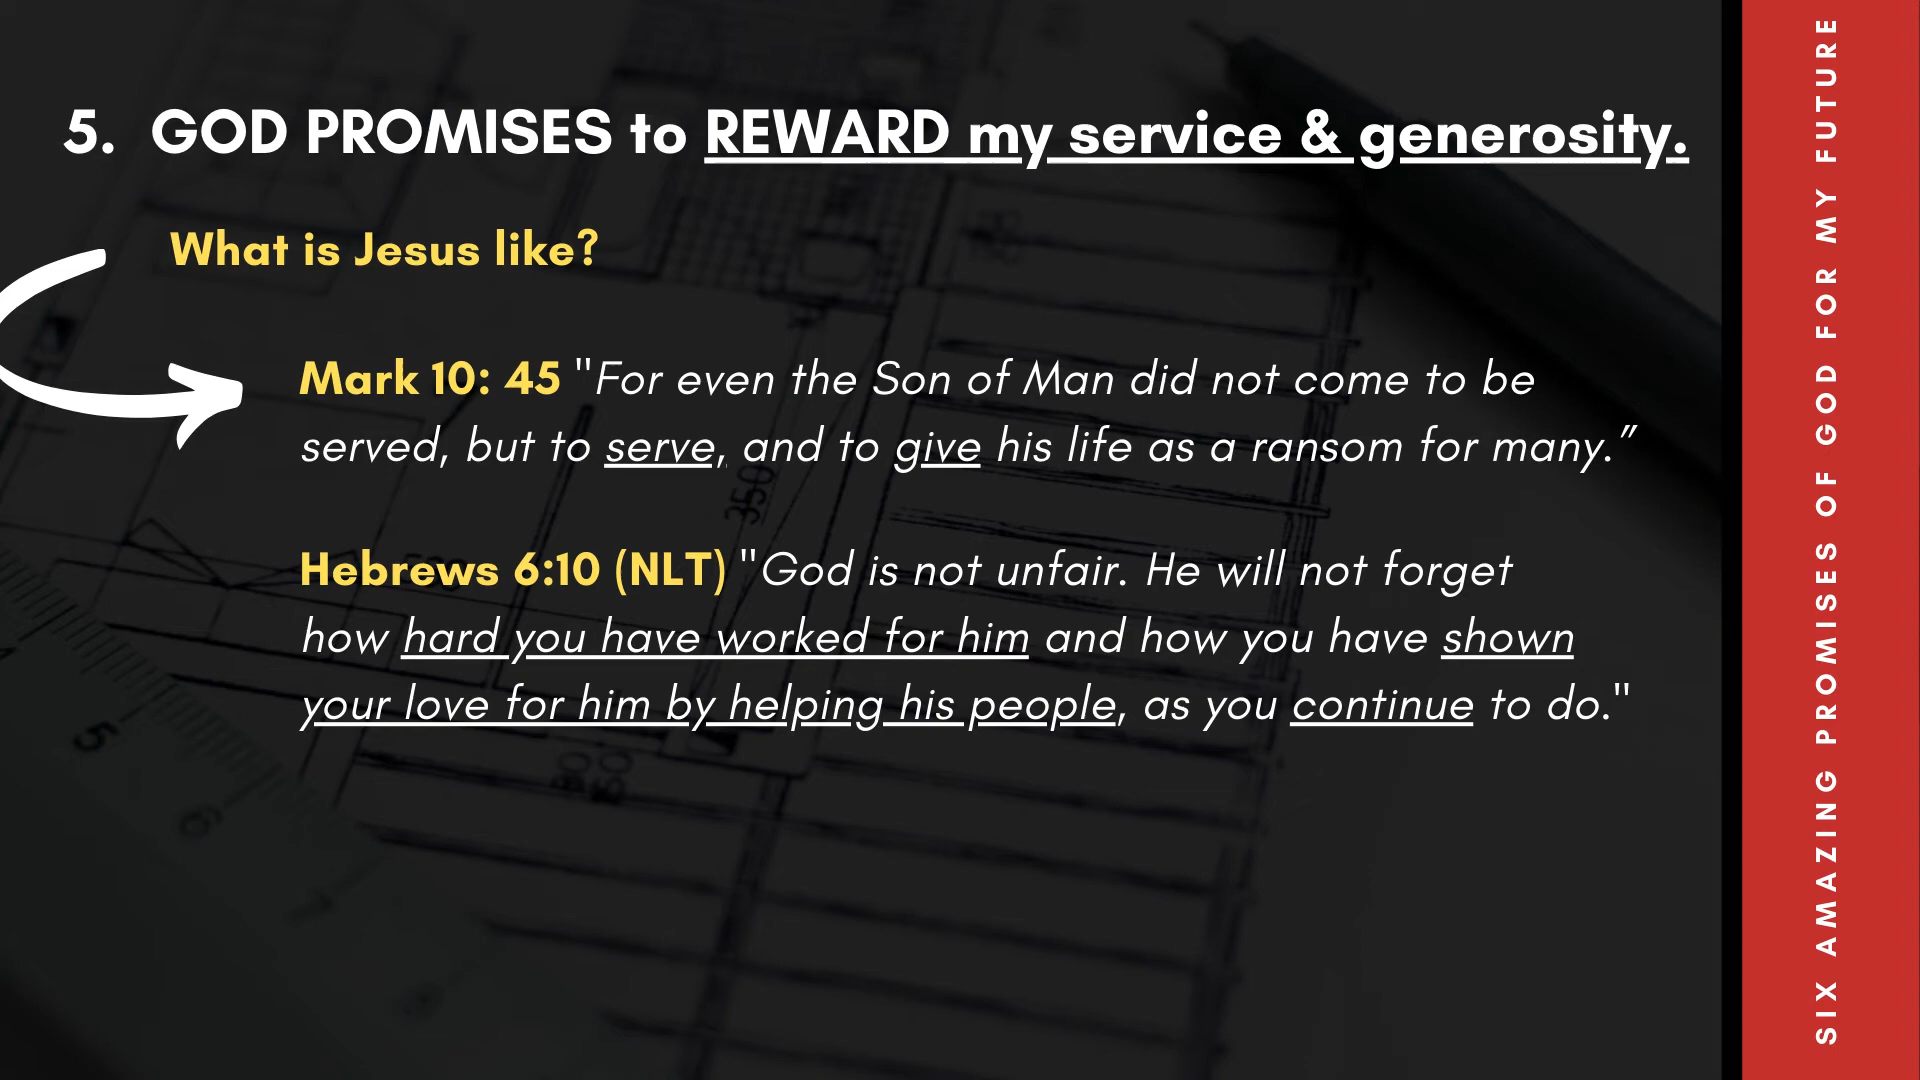 5. GOD PROMISES to REWARD my service & generosity.
What is Jesus like?
Mark 10: 45 "For even the Son of Man did not come to be
served, but to serve, and to give his life as a ransom for many.”
Hebrews 6:10 (NLT) "God is not unfair. He will not forget
how hard you have worked for him and how you have shown
your love for him by helping his people, as you continue to do."
SIX AMAZING PROMISES OF GOD FOR MY FUTURE
350
5
6